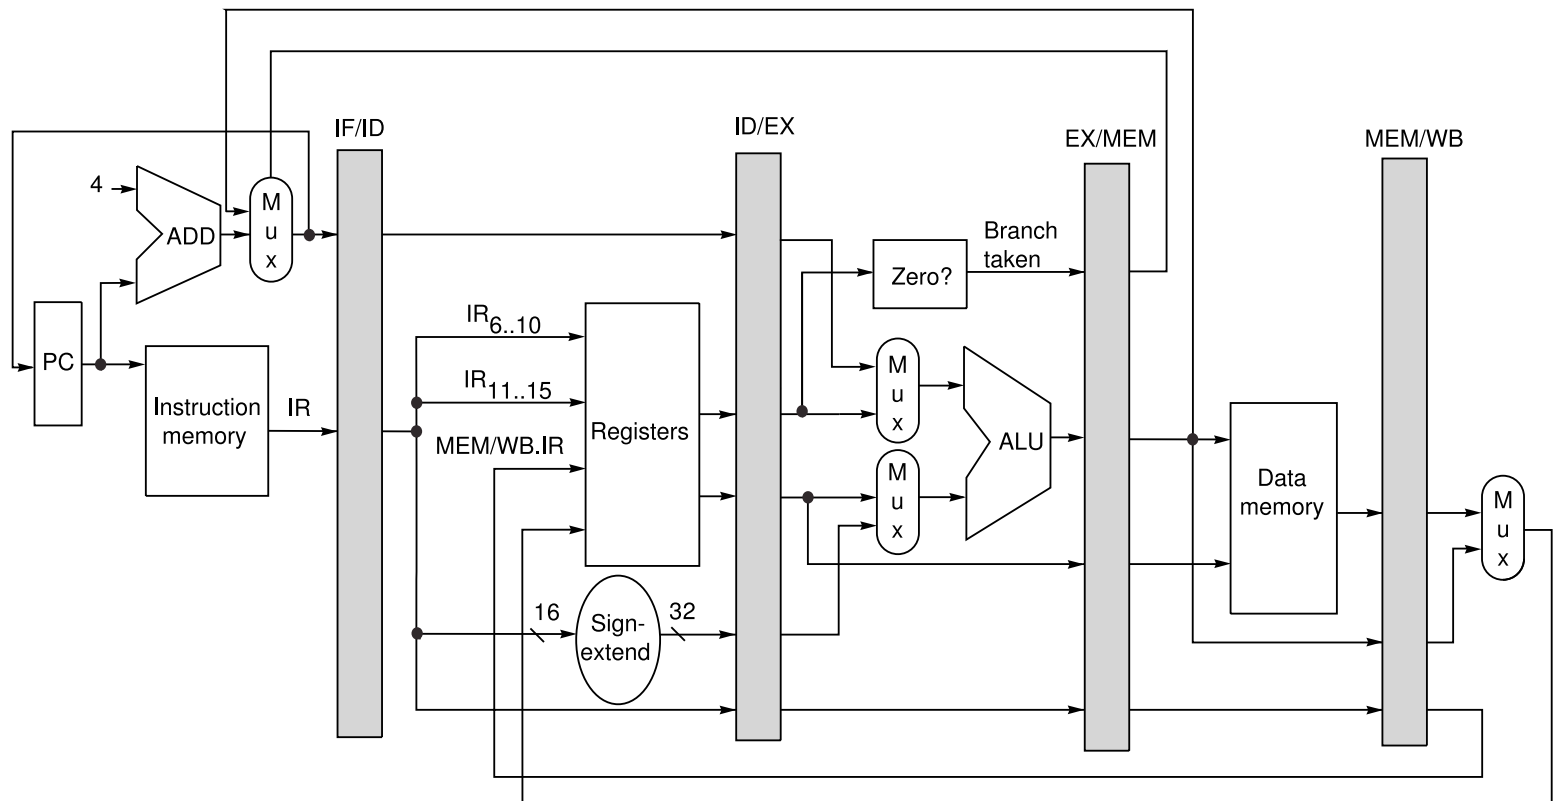 IF/ID
ID/EX
EX/MEM
MEM/WB
4
ADD
M
u
x
Branch
taken
Zero?
PC
Instruction
memory
IR
IR6..10
IR11..15
MEM/WB.IR
Registers
M
u
x
M
u
x
ALU
Data
memory
M
u
x
16
Sign-
extend
32